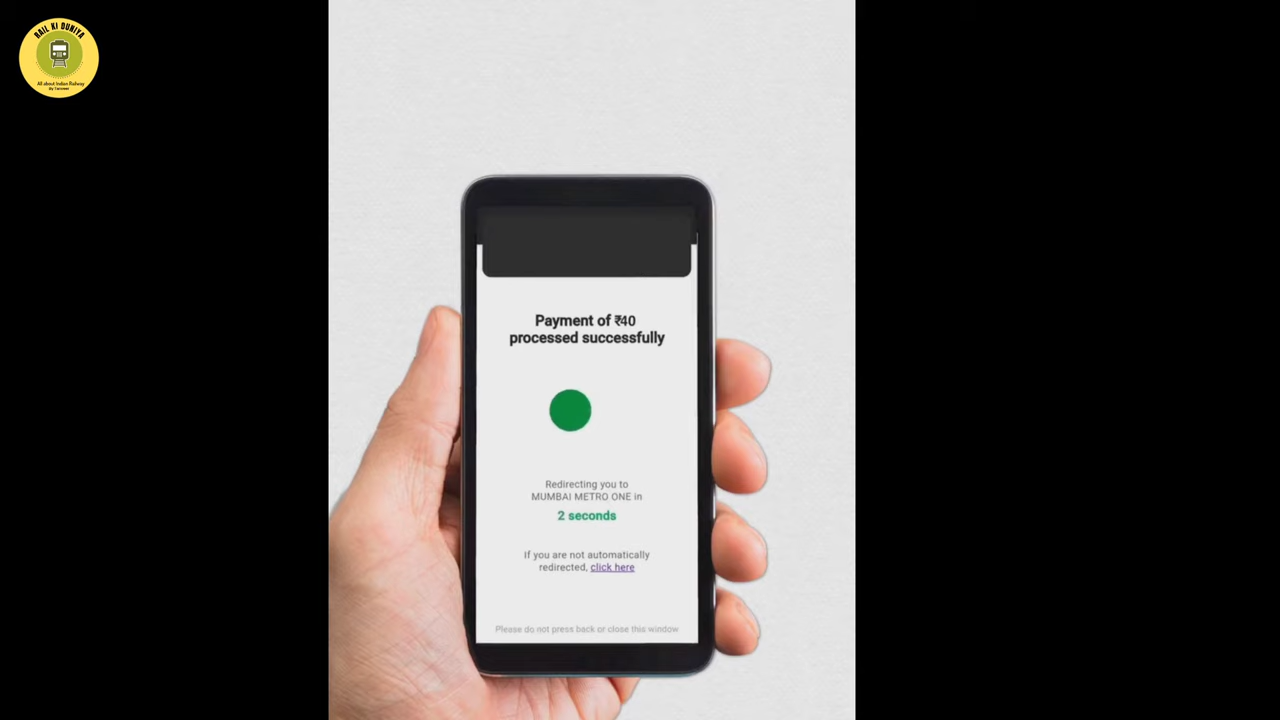 RAIL KI DUNIYA
All about Indian Railway
By Tanveer
Payment of ₹40
processed successfully
Redirecting you to
MUMBAI METRO ONE in
2 seconds
If you are not automatically
redirected, click here
Please do not press back or close this window